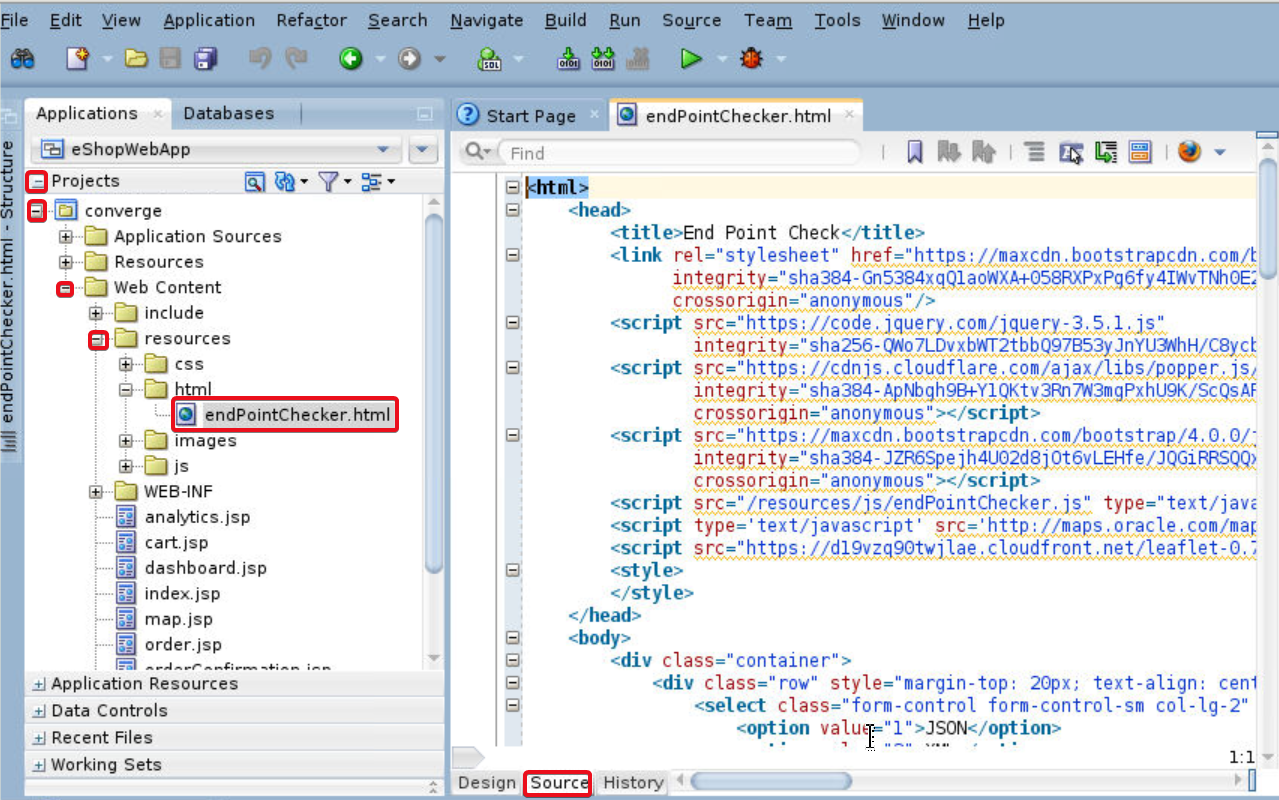 File Edit View Application Refactor Search Navigate Build Run Source Team Tools Window Help
endPointChecker.html - Structure
Applications Databases
eShopWebApp
Projects
converge
Application Sources
Resources
Web Content
include
resources
css
html
endPointChecker.html
images
js
WEB-INF
analytics.jsp
cart.jsp
dashboard.jsp
index.jsp
map.jsp
order.jsp
orderConfirmation.jsp
Application Resources
Data Controls
Recent Files
Working Sets
Start Page endPointChecker.html
Find
<html>
<head>
<title>End Point Check</title>
<link rel="stylesheet" href="https://maxcdn.bootstrapcdn.com/b
integrity="sha384-Gn5384xqQ1aoWXA+058RXPxPg6fy4IWvTNh0E2
crossorigin="anonymous"/>
<script src="https://code.jquery.com/jquery-3.5.1.js"
integrity="sha256-QWo7LDvxbWT2tbbQ97B53yJnYU3WhH/C8ycb
<script src="https://cdnjs.cloudflare.com/ajax/libs/popper.js/
integrity="sha384-ApNbgh9B+Y1QKtv3Rn7W3mgPxhU9K/ScQsAP
crossorigin="anonymous"></script>
<script src="https://maxcdn.bootstrapcdn.com/bootstrap/4.0.0/j
integrity="sha384-JZR6Spejh4U02d8jOt6vLEHfe/JQGiRRSQQx
crossorigin="anonymous"></script>
<script src="/resources/js/endPointChecker.js" type="text/java
<script type='text/javascript' src='http://maps.oracle.com/map
<script src="https://d19vzq90twjlae.cloudfront.net/leaflet-0.7
<style>
</style>
</head>
<body>
<div class="container">
<div class="row" style="margin-top: 20px; text-align: cent
<select class="form-control form-control-sm col-lg-2"
<option value="1">JSON</option>
1:1
Design Source History